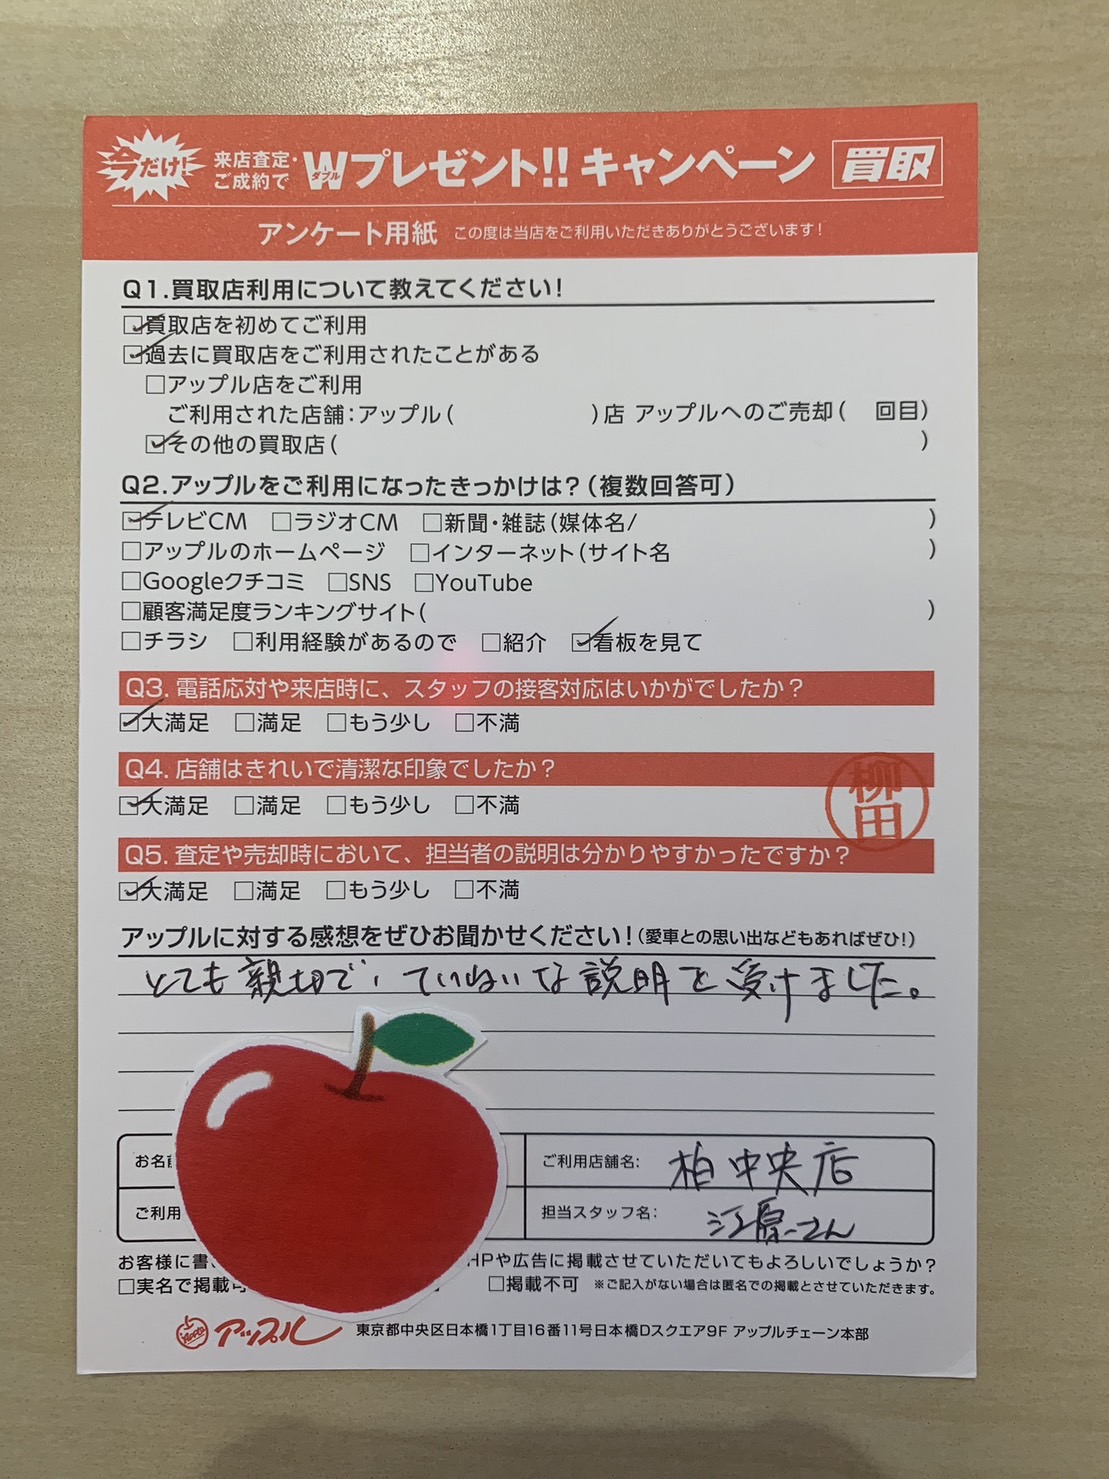 今だけ!
来店査定・
ご成約で
Wプレゼント!! キャンペーン 買取
ダブル
アンケート用紙 この度は当店をご利用いただきありがとうございます!
Q1.買取店利用について教えてください!
☑買取店を初めてご利用
☑過去に買取店をご利用されたことがある
□アップル店をご利用
ご利用された店舗:アップル( )店 アップルへのご売却( 回目)
☑その他の買取店( )
Q2.アップルをご利用になったきっかけは?(複数回答可)
☑テレビCM □ラジオCM □新聞・雑誌(媒体名/ )
□アップルのホームページ □インターネット(サイト名 )
□Googleクチコミ □SNS □YouTube
□顧客満足度ランキングサイト( )
□チラシ □利用経験があるので □紹介 ☑看板を見て
Q3. 電話応対や来店時に、スタッフの接客対応はいかがでしたか?
☑大満足 □満足 □もう少し □不満
Q4. 店舗はきれいで清潔な印象でしたか?
柳田
☑大満足 □満足 □もう少し □不満
Q5. 査定や売却時において、担当者の説明は分かりやすかったですか?
☑大満足 □満足 □もう少し □不満
アップルに対する感想をぜひお聞かせください!(愛車との思い出などもあればぜひ!)
とても親切で、ていねいな説明を受けました。
お名 ご利用店舗名: 柏中央店
ご利用 担当スタッフ名: 江原さん
お客様に書 HPや広告に掲載させていただいてもよろしいでしょうか?
□実名で掲載 □掲載不可 ※ご記入がない場合は匿名での掲載とさせていただきます。
Apple アップル 東京都中央区日本橋1丁目16番11号日本橋Dスクエア9F アップルチェーン本部